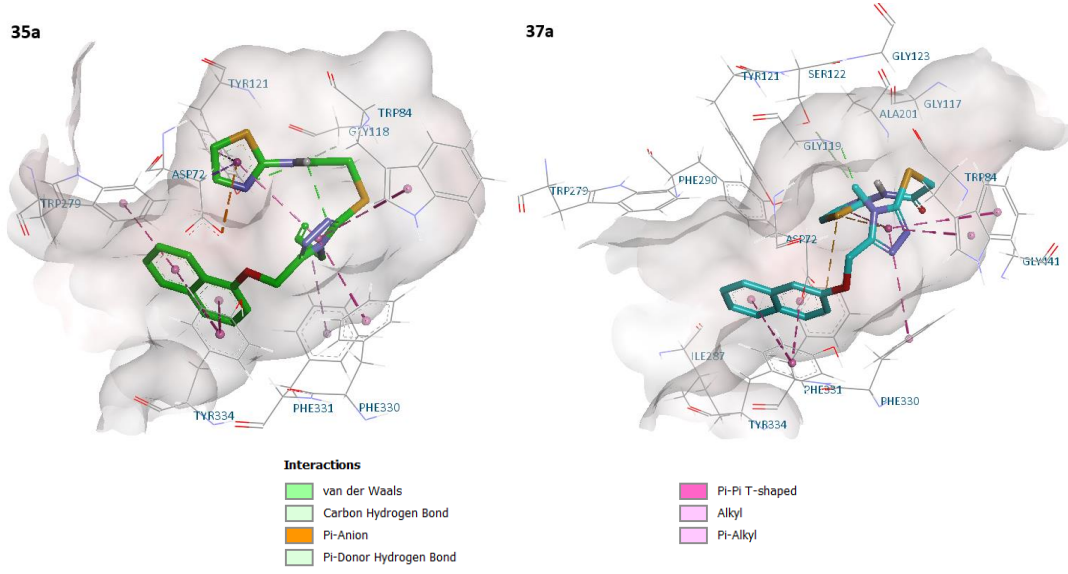 35a
TYR121
TRP84
GLY118
ASP72
TRP279
TYR334
PHE331
PHE330
37a
GLY123
TYR121
SER122
GLY117
ALA201
GLY119
TRP84
TRP279
PHE290
ASP72
GLY441
ILE287
PHE331
PHE330
TYR334
Interactions
van der Waals
Carbon Hydrogen Bond
Pi-Anion
Pi-Donor Hydrogen Bond
Pi-Pi T-shaped
Alkyl
Pi-Alkyl